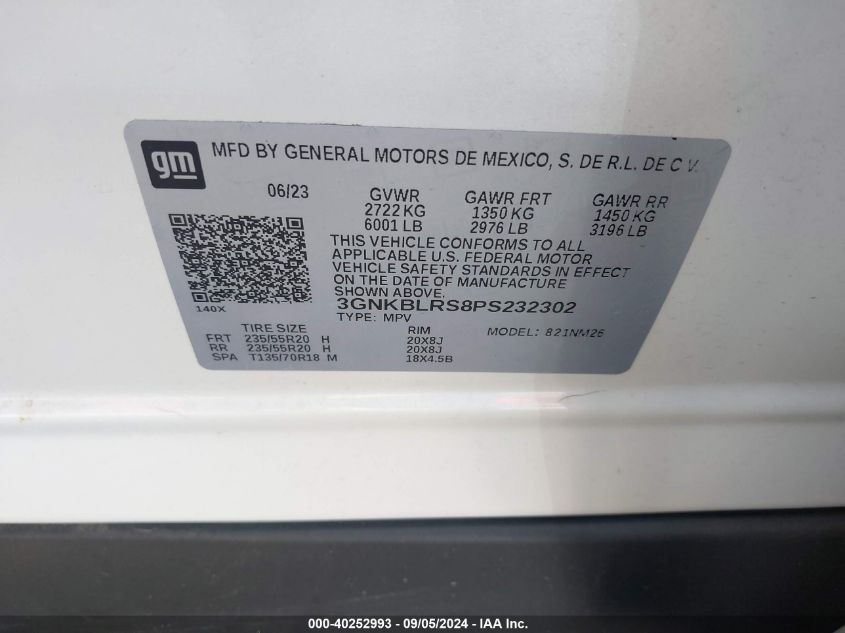 gm
MFD BY GENERAL MOTORS DE MEXICO, S. DE R.L. DE C V.
06/23 GVWR GAWR FRT GAWR RR
2722 KG 1350 KG 1450 KG
6001 LB 2976 LB 3196 LB
THIS VEHICLE CONFORMS TO ALL
APPLICABLE U.S. FEDERAL MOTOR
VEHICLE SAFETY STANDARDS IN EFFECT
ON THE DATE OF MANUFACTURE
SHOWN ABOVE.
140X 3GNKBLRS8PS232302
TYPE: MPV MODEL: 821NM26
TIRE SIZE RIM
FRT 235/55R20 H 20X8J
RR 235/55R20 H 20X8J
SPA T135/70R18 M 18X4.5B
000-40252993 - 09/05/2024 - IAA Inc.